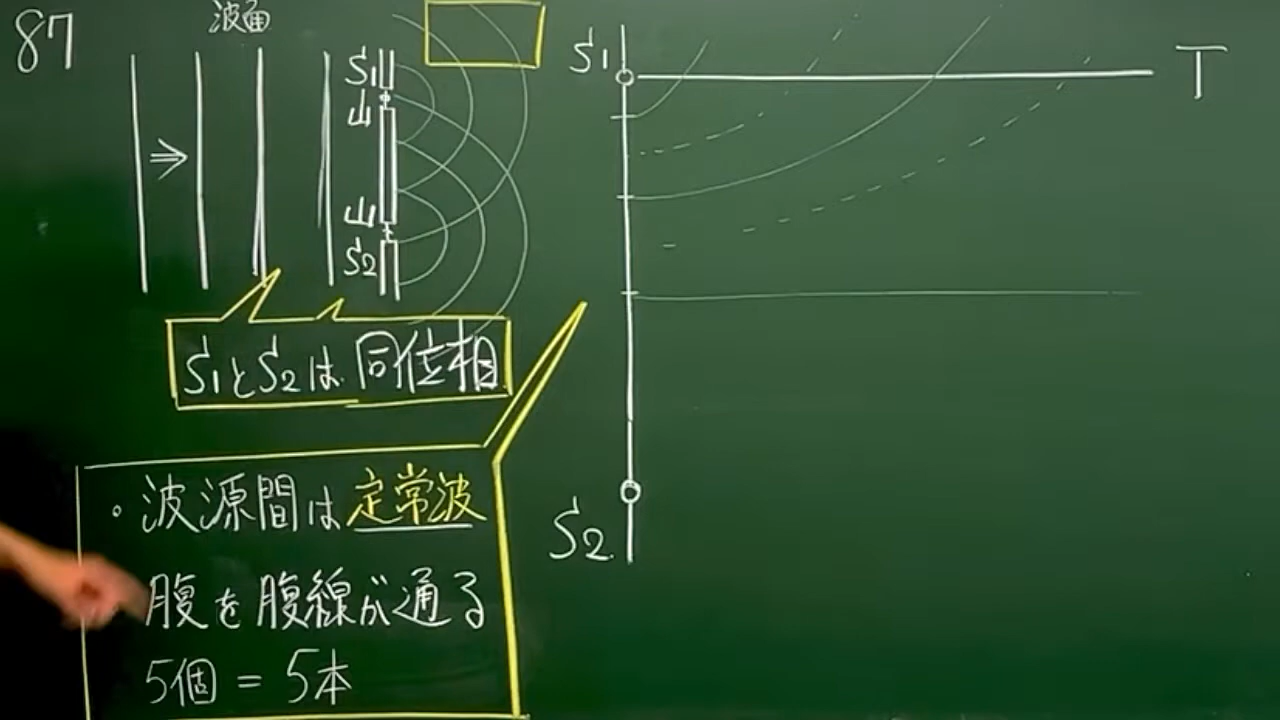 87
波面
S1
山
山
S2
S1とS2は同位相
・波源間は定常波
腹を腹線が通る
5個 = 5本
S1
T
S2